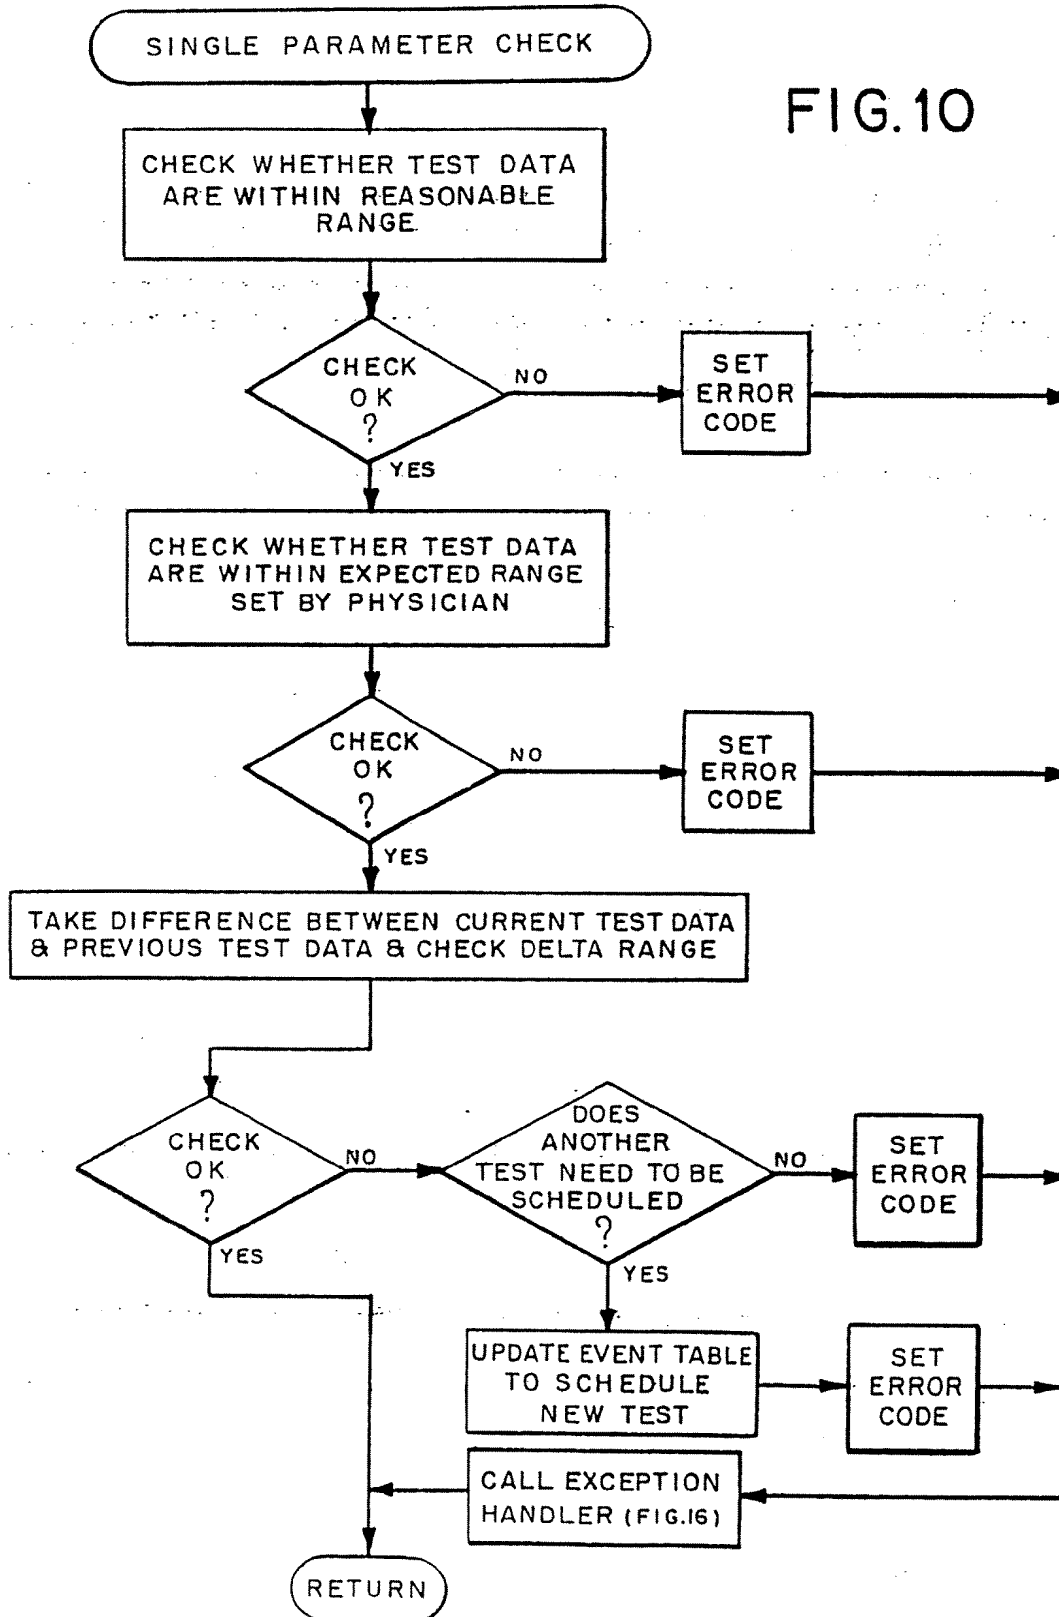 SINGLE PARAMETER CHECK
FIG.10
CHECK WHETHER TEST DATA
ARE WITHIN REASONABLE
RANGE
CHECK
OK
?
NO
SET
ERROR
CODE
YES
CHECK WHETHER TEST DATA
ARE WITHIN EXPECTED RANGE
SET BY PHYSICIAN
CHECK
OK
?
NO
SET
ERROR
CODE
YES
TAKE DIFFERENCE BETWEEN CURRENT TEST DATA
& PREVIOUS TEST DATA & CHECK DELTA RANGE
CHECK
OK
?
NO
YES
DOES
ANOTHER
TEST NEED TO BE
SCHEDULED
?
NO
SET
ERROR
CODE
YES
UPDATE EVENT TABLE
TO SCHEDULE
NEW TEST
SET
ERROR
CODE
CALL EXCEPTION
HANDLER (FIG.16)
RETURN